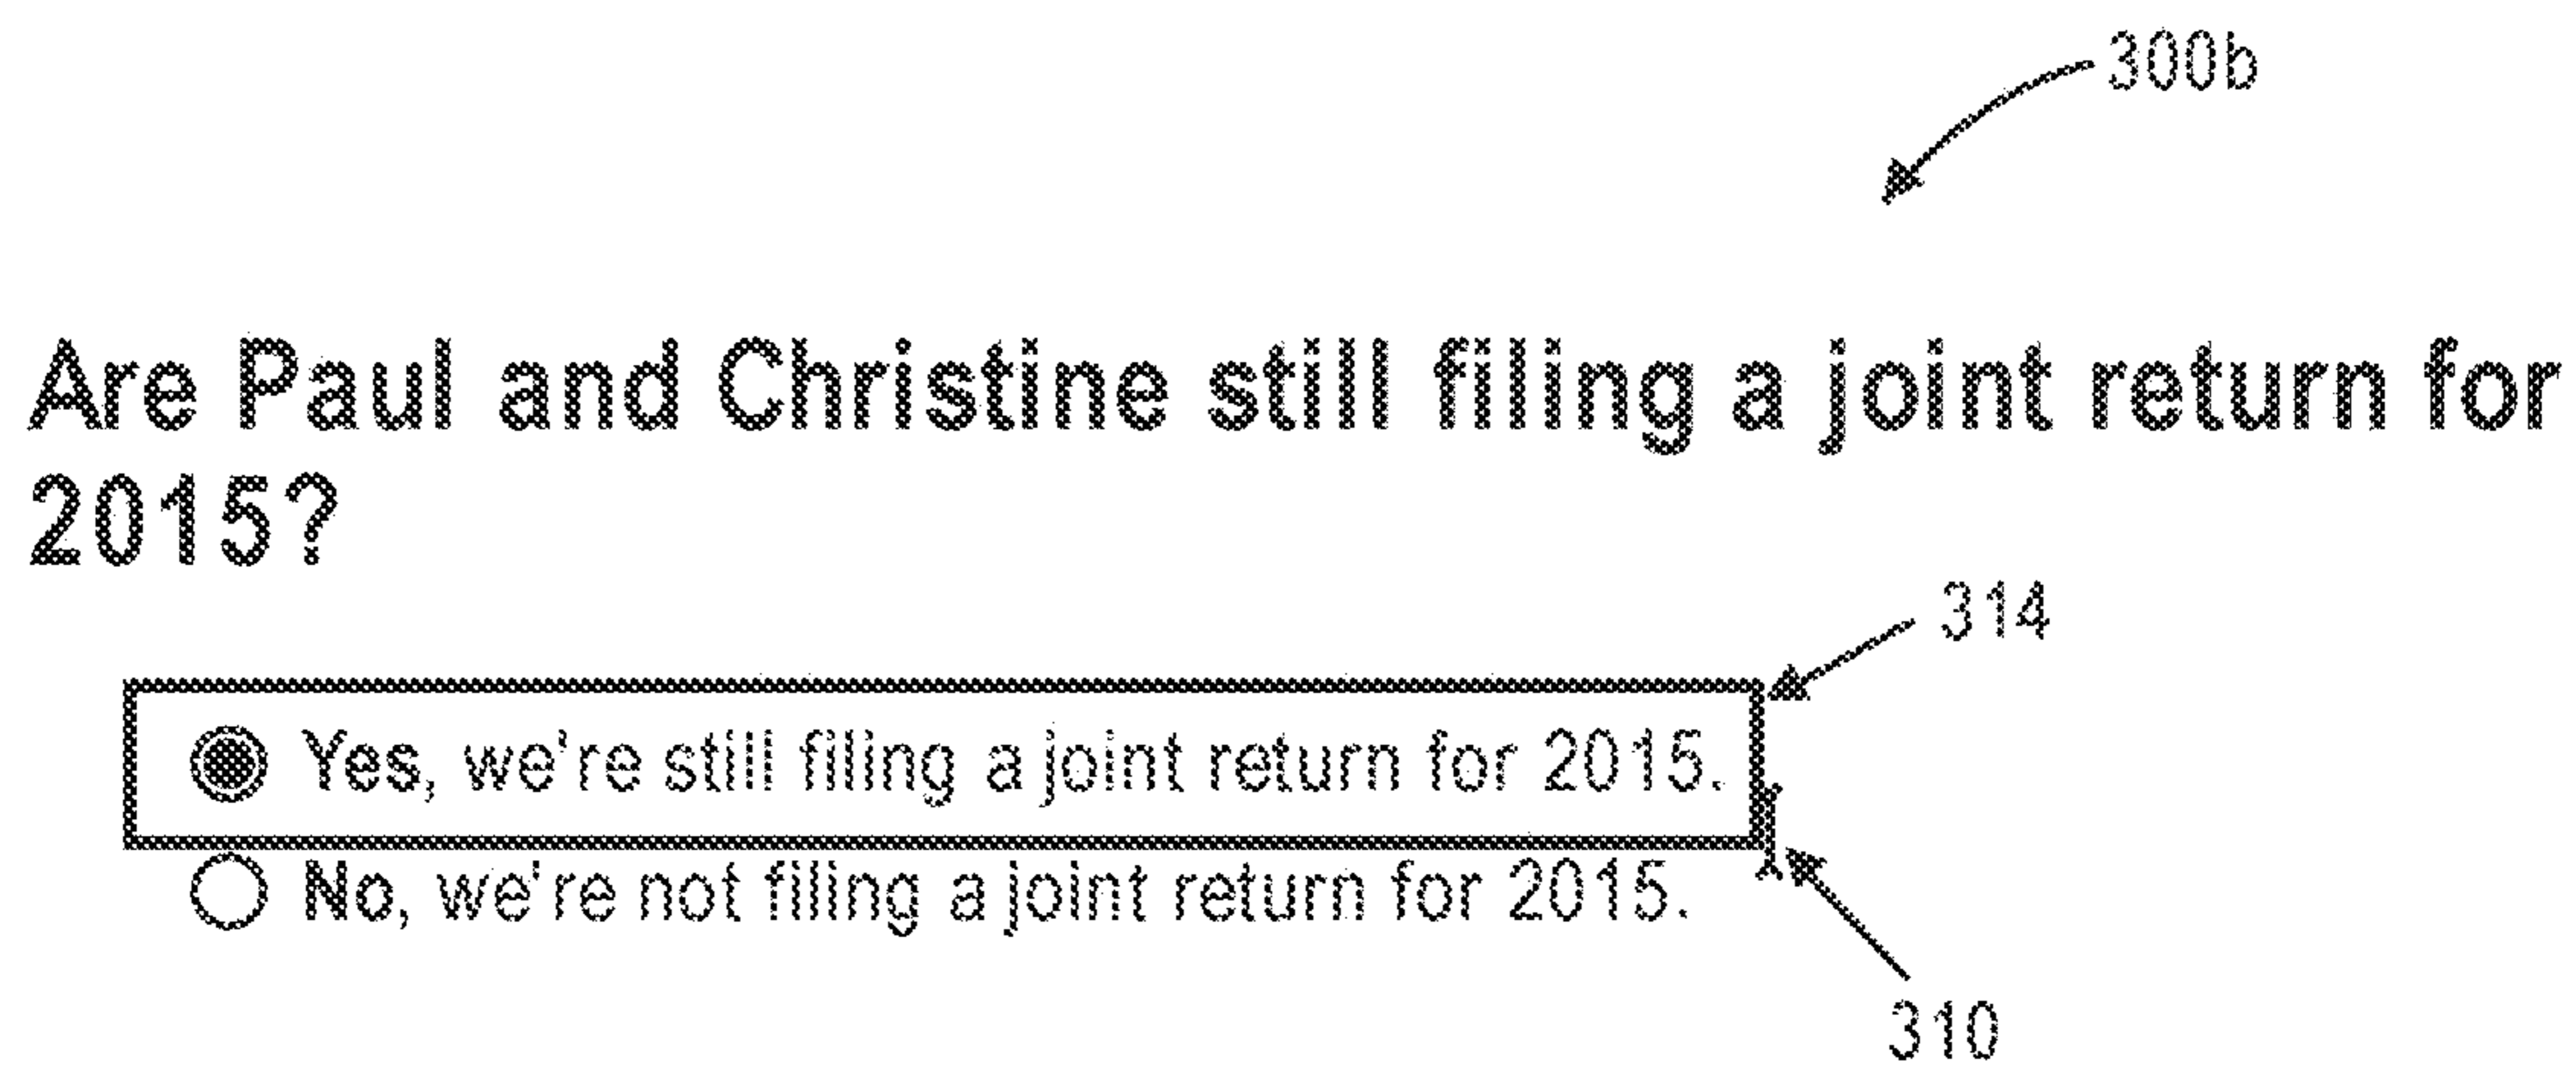 300b
Are Paul and Christine still filing a joint return for
2015?
314
Yes, we're still filing a joint return for 2015.
No, we're not filing a joint return for 2015.
310